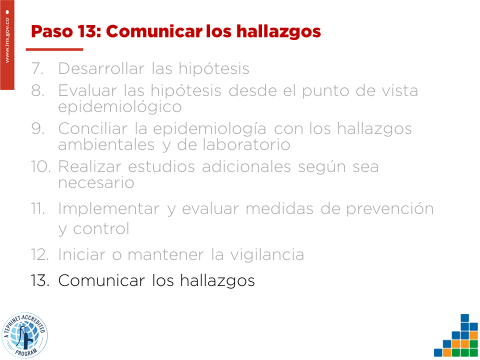 www.ins.gov.co
Paso 13: Comunicar los hallazgos
7. Desarrollar las hipótesis
8. Evaluar las hipótesis desde el punto de vista
epidemiológico
9. Conciliar la epidemiología con los hallazgos
ambientales y de laboratorio
10. Realizar estudios adicionales según sea
necesario
11. Implementar y evaluar medidas de prevención
y control
12. Iniciar o mantener la vigilancia
13. Comunicar los hallazgos
A TEPHINET ACCREDITED
PROGRAM